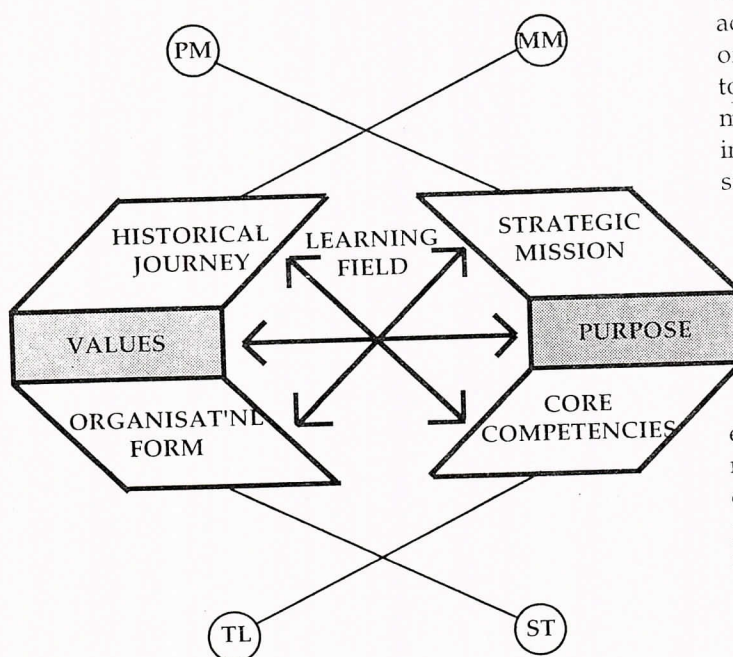 PM
MM
HISTORICAL
JOURNEY
LEARNING
FIELD
STRATEGIC
MISSION
VALUES
PURPOSE
ORGANISAT'NL
FORM
CORE
COMPETENCIES
TL
ST